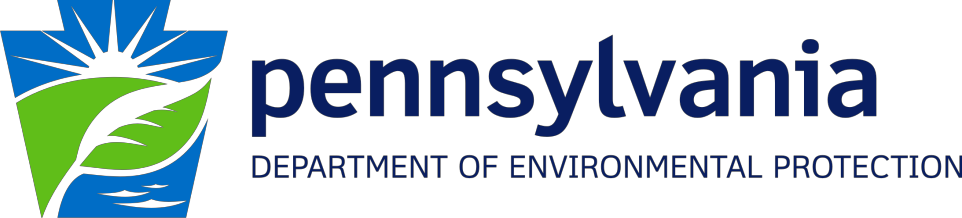 pennsylvania
DEPARTMENT OF ENVIRONMENTAL PROTECTION